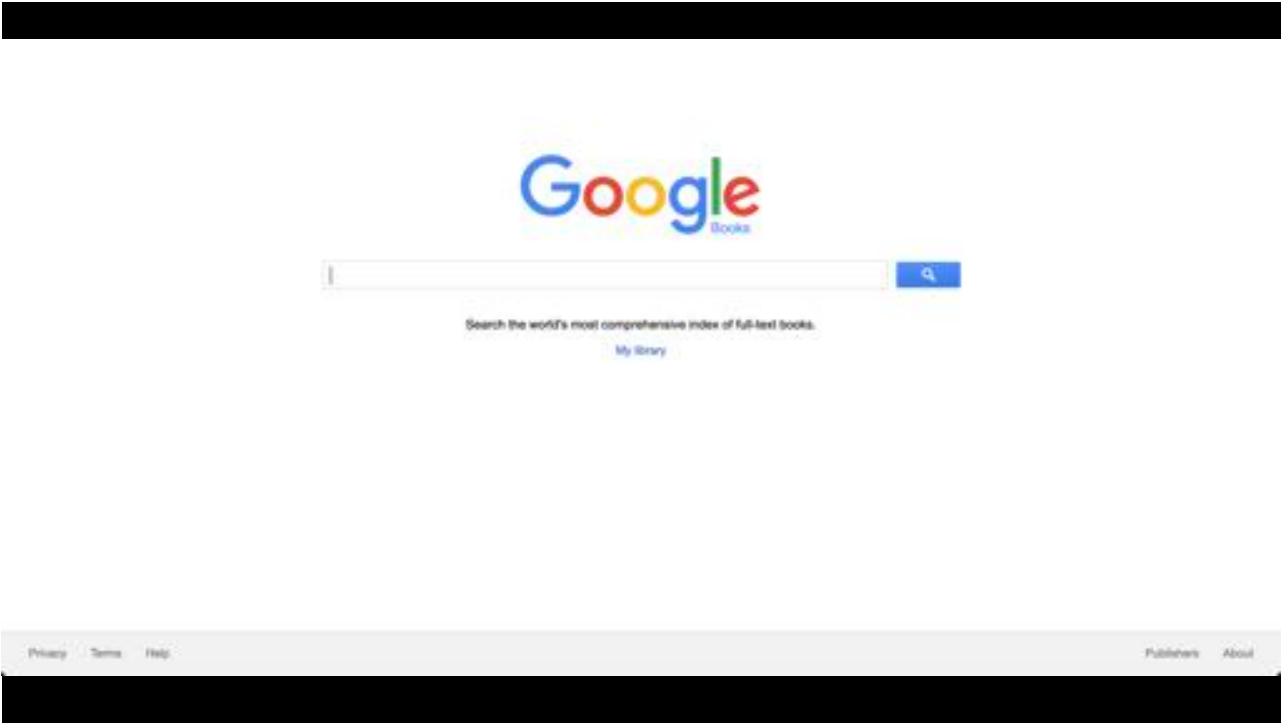 Google
Books
Search the world's most comprehensive index of full-text books.
My library
Privacy Terms Help Publishers About